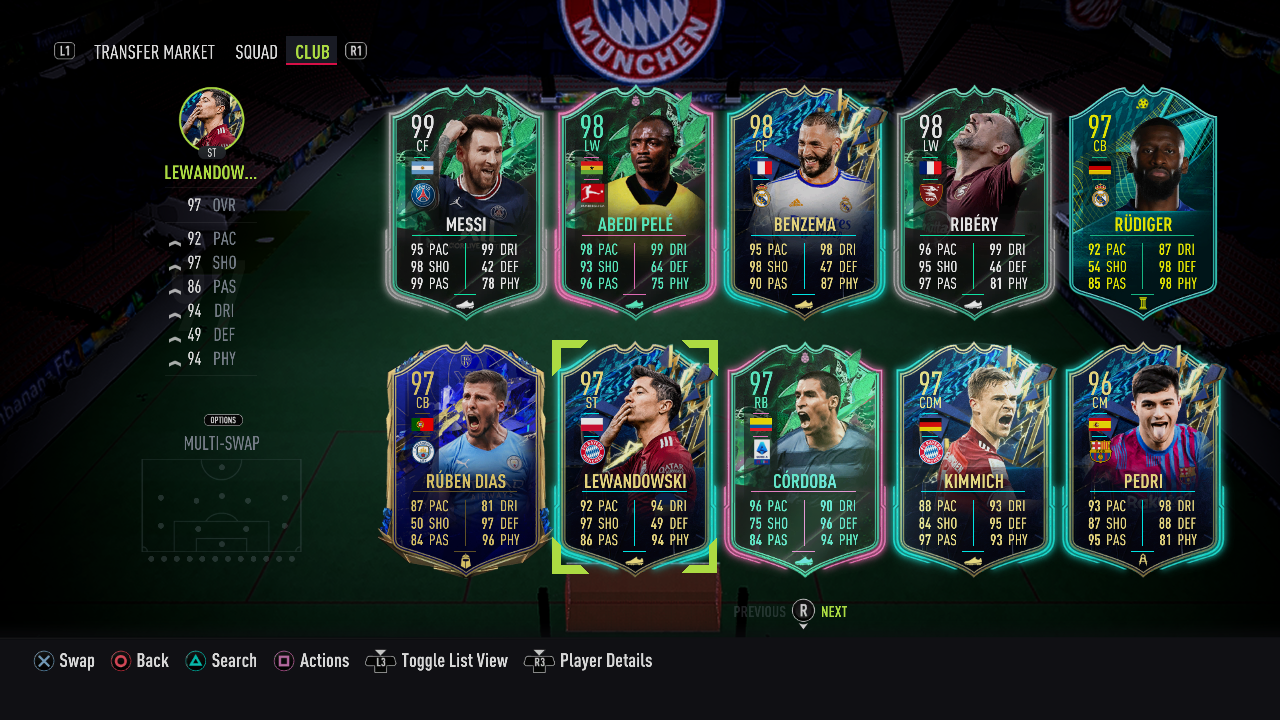 MÜNCHEN
L1 TRANSFER MARKET SQUAD CLUB R1
ST
LEWANDOW...
97 OVR
92 PAC
97 SHO
86 PAS
94 DRI
49 DEF
94 PHY
OPTIONS
MULTI-SWAP
99
CF
MESSI
95 PAC 99 DRI
98 SHO 42 DEF
99 PAS 78 PHY
98
LW
ABEDI PELÉ
98 PAC 99 DRI
93 SHO 64 DEF
96 PAS 75 PHY
98
CF
BENZEMA
95 PAC 98 DRI
98 SHO 47 DEF
90 PAS 87 PHY
98
LW
RIBÉRY
96 PAC 99 DRI
95 SHO 46 DEF
97 PAS 81 PHY
97
CB
RÜDIGER
92 PAC 87 DRI
54 SHO 98 DEF
85 PAS 98 PHY
97
CB
RÚBEN DIAS
87 PAC 81 DRI
50 SHO 97 DEF
84 PAS 96 PHY
97
ST
LEWANDOWSKI
92 PAC 94 DRI
97 SHO 49 DEF
86 PAS 94 PHY
97
RB
CÓRDOBA
96 PAC 90 DRI
75 SHO 96 DEF
84 PAS 94 PHY
97
CDM
KIMMICH
88 PAC 93 DRI
84 SHO 95 DEF
97 PAS 93 PHY
96
CM
PEDRI
93 PAC 98 DRI
87 SHO 88 DEF
95 PAS 81 PHY
PREVIOUS R NEXT
Swap Back Search Actions L3 Toggle List View R3 Player Details